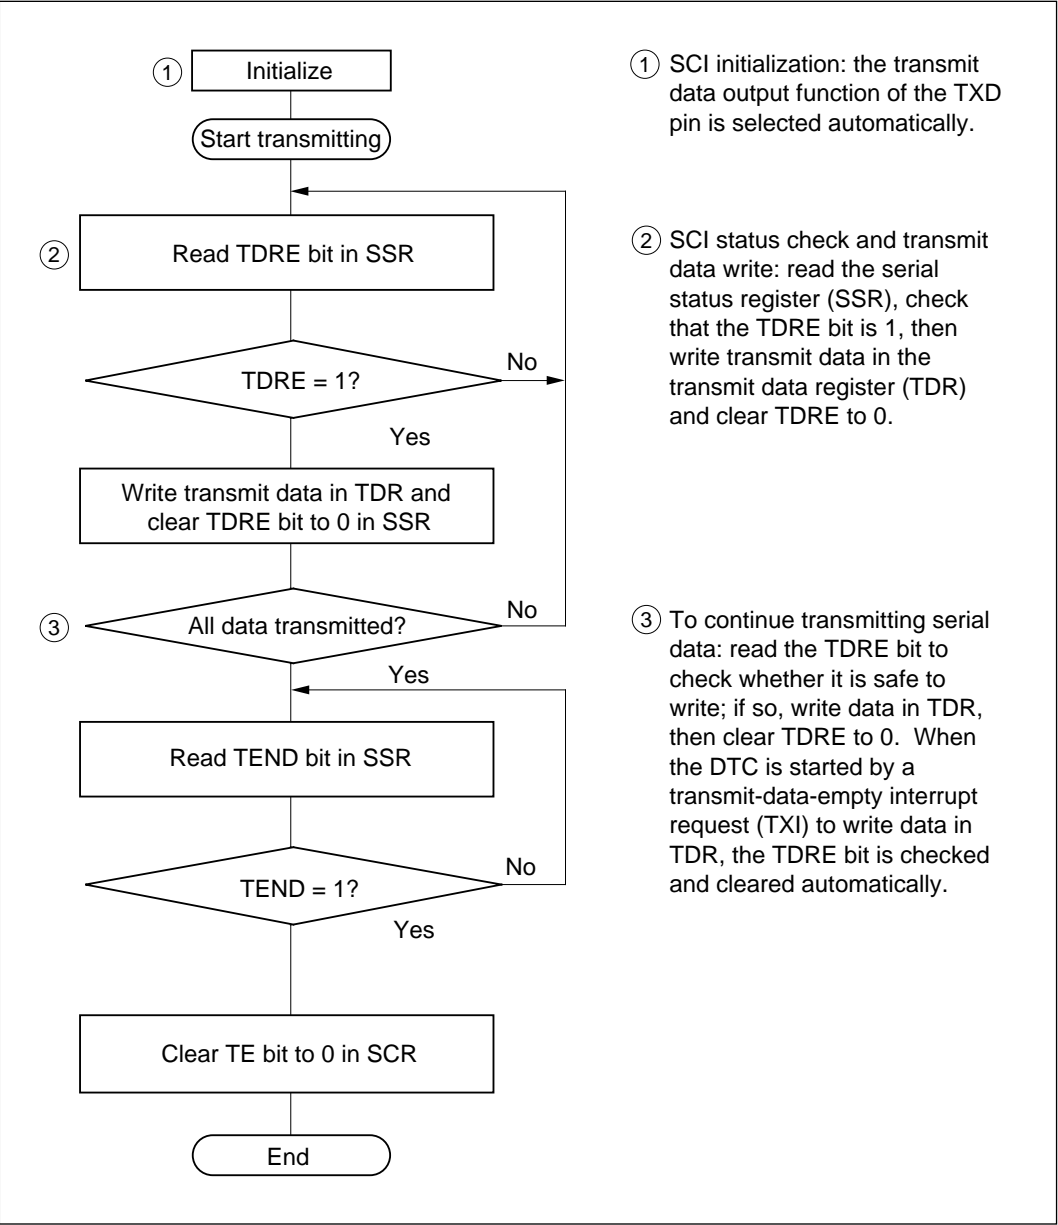 ① Initialize
Start transmitting
② Read TDRE bit in SSR
TDRE = 1?
No
Yes
Write transmit data in TDR and
clear TDRE bit to 0 in SSR
③ All data transmitted?
No
Yes
Read TEND bit in SSR
TEND = 1?
No
Yes
Clear TE bit to 0 in SCR
End
① SCI initialization: the transmit
data output function of the TXD
pin is selected automatically.
② SCI status check and transmit
data write: read the serial
status register (SSR), check
that the TDRE bit is 1, then
write transmit data in the
transmit data register (TDR)
and clear TDRE to 0.
③ To continue transmitting serial
data: read the TDRE bit to
check whether it is safe to
write; if so, write data in TDR,
then clear TDRE to 0.  When
the DTC is started by a
transmit-data-empty interrupt
request (TXI) to write data in
TDR, the TDRE bit is checked
and cleared automatically.